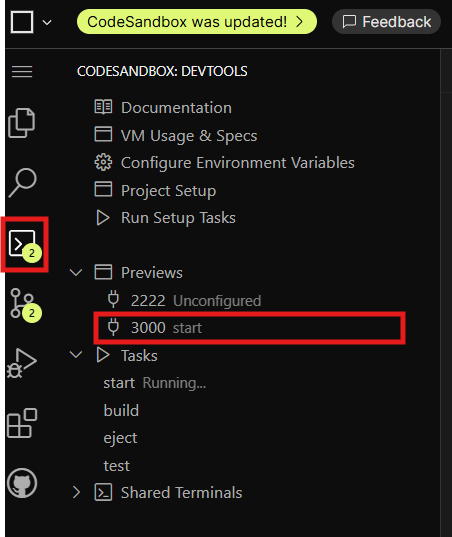 CodeSandbox was updated!
Feedback
CODESANDBOX: DEVTOOLS
Documentation
VM Usage & Specs
Configure Environment Variables
Project Setup
Run Setup Tasks
2
Previews
2222 Unconfigured
2
3000 start
Tasks
start Running...
build
eject
test
Shared Terminals